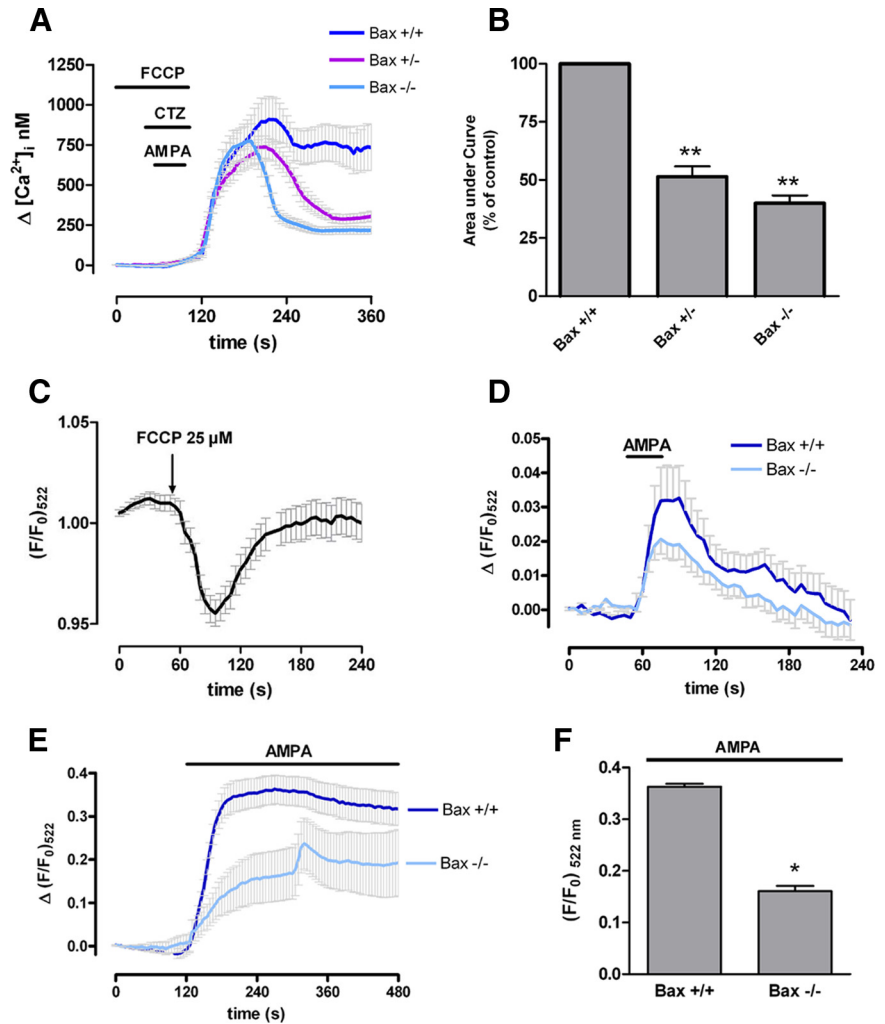 A
Bax +/+
Bax +/-
Bax -/-
FCCP
CTZ
AMPA
Δ [Ca²⁺]ᵢ nM
1250
1000
750
500
250
0
0 120 240 360
time (s)
B
Area under Curve
(% of control)
100
75
50
25
0
**
**
Bax +/+
Bax +/-
Bax -/-
C
FCCP 25 µM
(F/F₀)₅₂₂
1.05
1.00
0.95
0 60 120 180 240
time (s)
D
AMPA
Bax +/+
Bax -/-
Δ (F/F₀)₅₂₂
0.05
0.04
0.03
0.02
0.01
0.00
0 60 120 180 240
time (s)
E
AMPA
Bax +/+
Bax -/-
Δ (F/F₀)₅₂₂
0.4
0.3
0.2
0.1
0.0
0 120 240 360 480
time (s)
F
AMPA
(F/F₀) ₅₂₂ ₙₘ
0.4
0.3
0.2
0.1
0.0
*
Bax +/+ Bax -/-